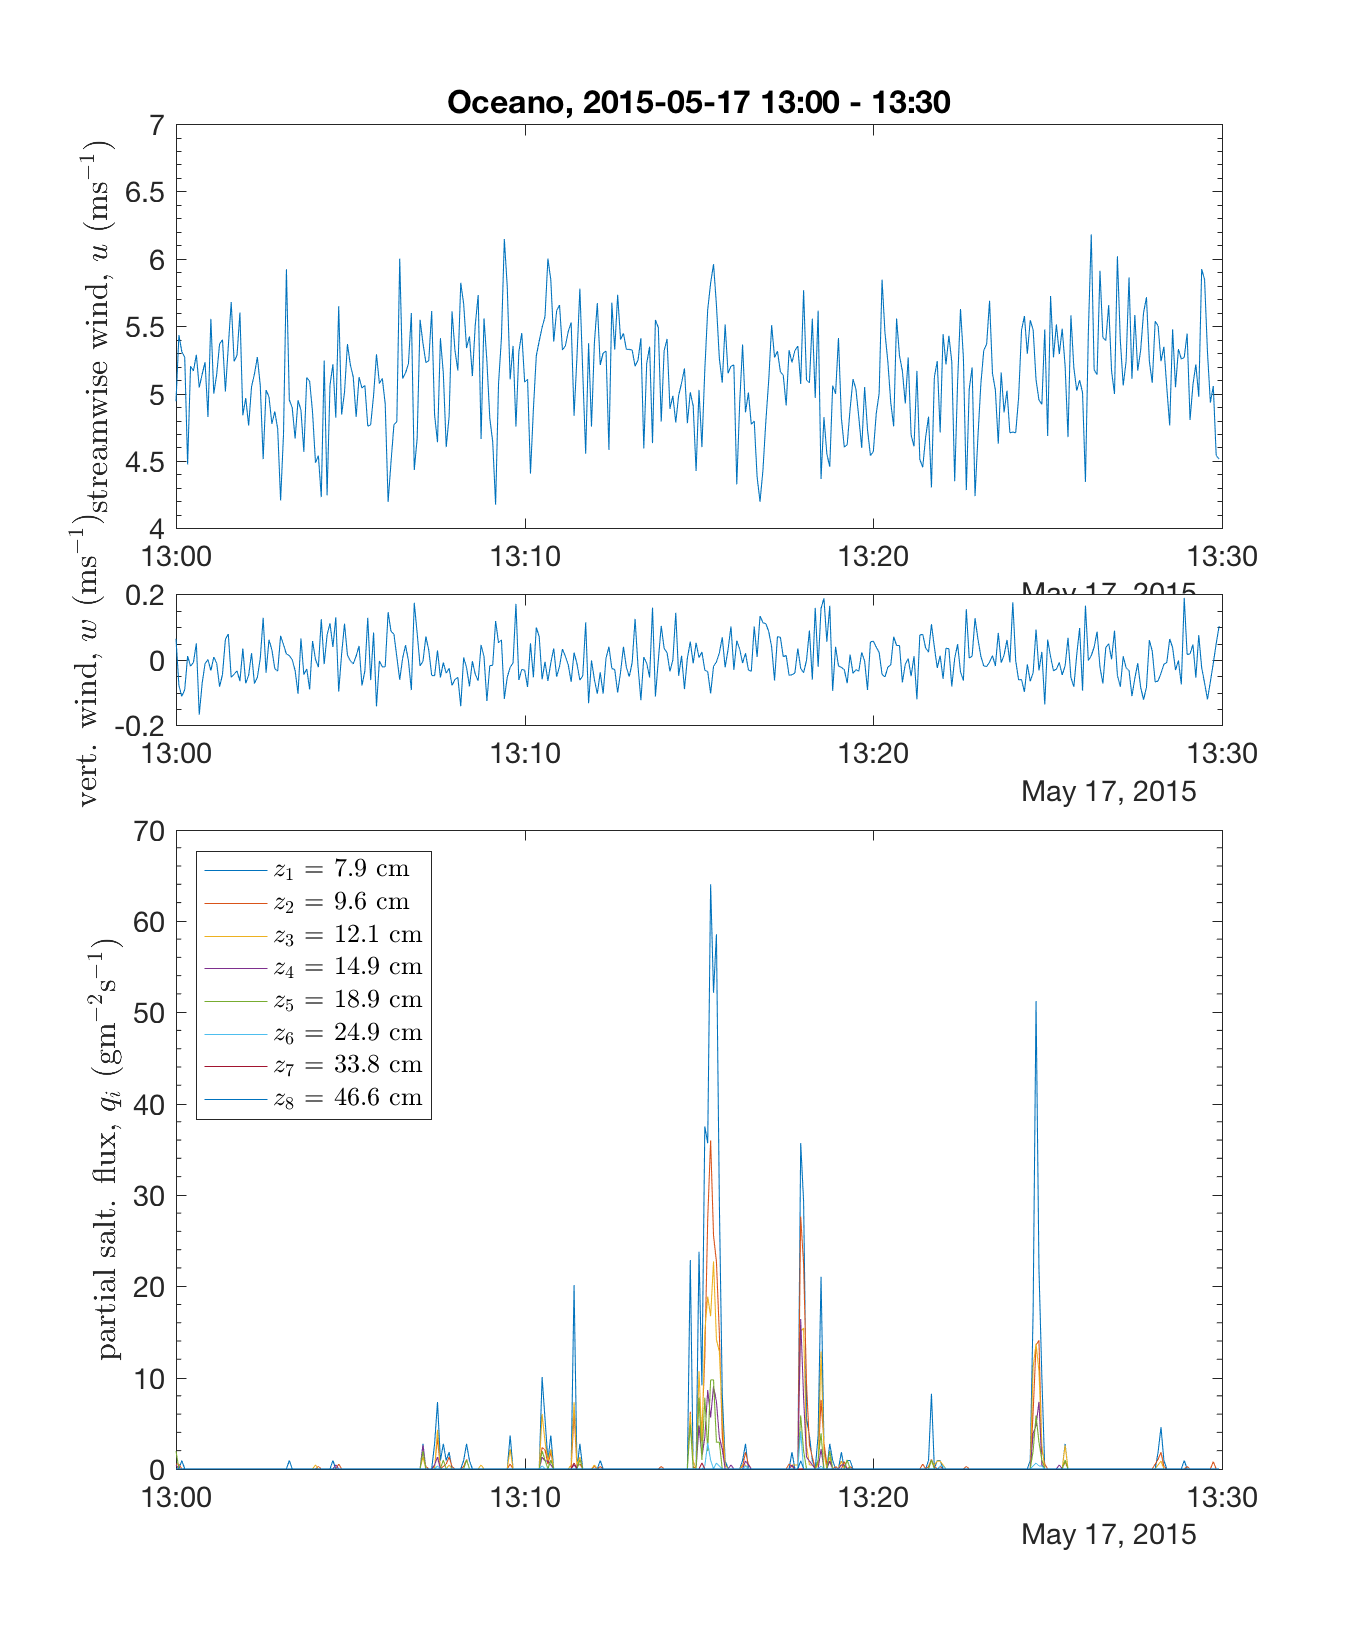 Oceano, 2015-05-17 13:00 - 13:30
streamwise wind, u (ms−1)
7
6.5
6
5.5
5
4.5
4
13:00 13:10 13:20 13:30
May 17, 2015
vert. wind, w (ms−1)
0.2
0
-0.2
13:00 13:10 13:20 13:30
May 17, 2015
partial salt. flux, qi (gm−2s−1)
70
60
50
40
30
20
10
0
z1 = 7.9 cm
z2 = 9.6 cm
z3 = 12.1 cm
z4 = 14.9 cm
z5 = 18.9 cm
z6 = 24.9 cm
z7 = 33.8 cm
z8 = 46.6 cm
13:00 13:10 13:20 13:30
May 17, 2015